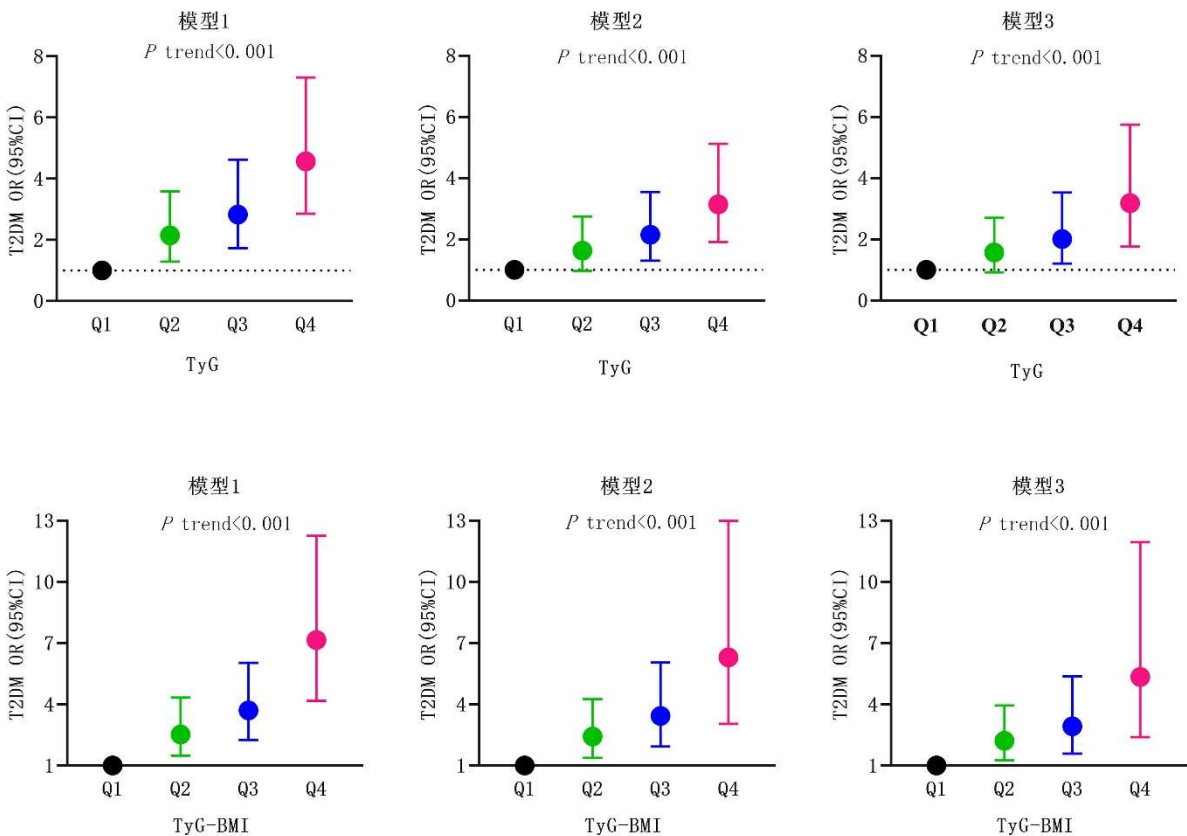 模型1
P trend<0.001
T2DM OR(95%CI)
8
6
4
2
0
Q1 Q2 Q3 Q4
TyG
模型2
P trend<0.001
T2DM OR(95%CI)
8
6
4
2
0
Q1 Q2 Q3 Q4
TyG
模型3
P trend<0.001
T2DM OR(95%CI)
8
6
4
2
0
Q1 Q2 Q3 Q4
TyG
模型1
P trend<0.001
T2DM OR(95%CI)
13
10
7
4
1
Q1 Q2 Q3 Q4
TyG-BMI
模型2
P trend<0.001
T2DM OR(95%CI)
13
10
7
4
1
Q1 Q2 Q3 Q4
TyG-BMI
模型3
P trend<0.001
T2DM OR(95%CI)
13
10
7
4
1
Q1 Q2 Q3 Q4
TyG-BMI